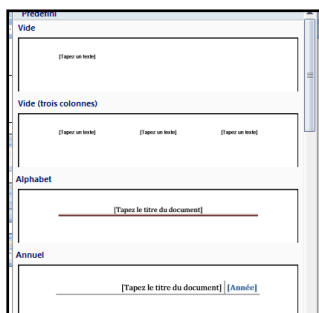 Prédéfini
Vide
[Tapez un texte]
Vide (trois colonnes)
[Tapez un texte] [Tapez un texte] [Tapez un texte]
Alphabet
[Tapez le titre du document]
Annuel
[Tapez le titre du document] [Année]